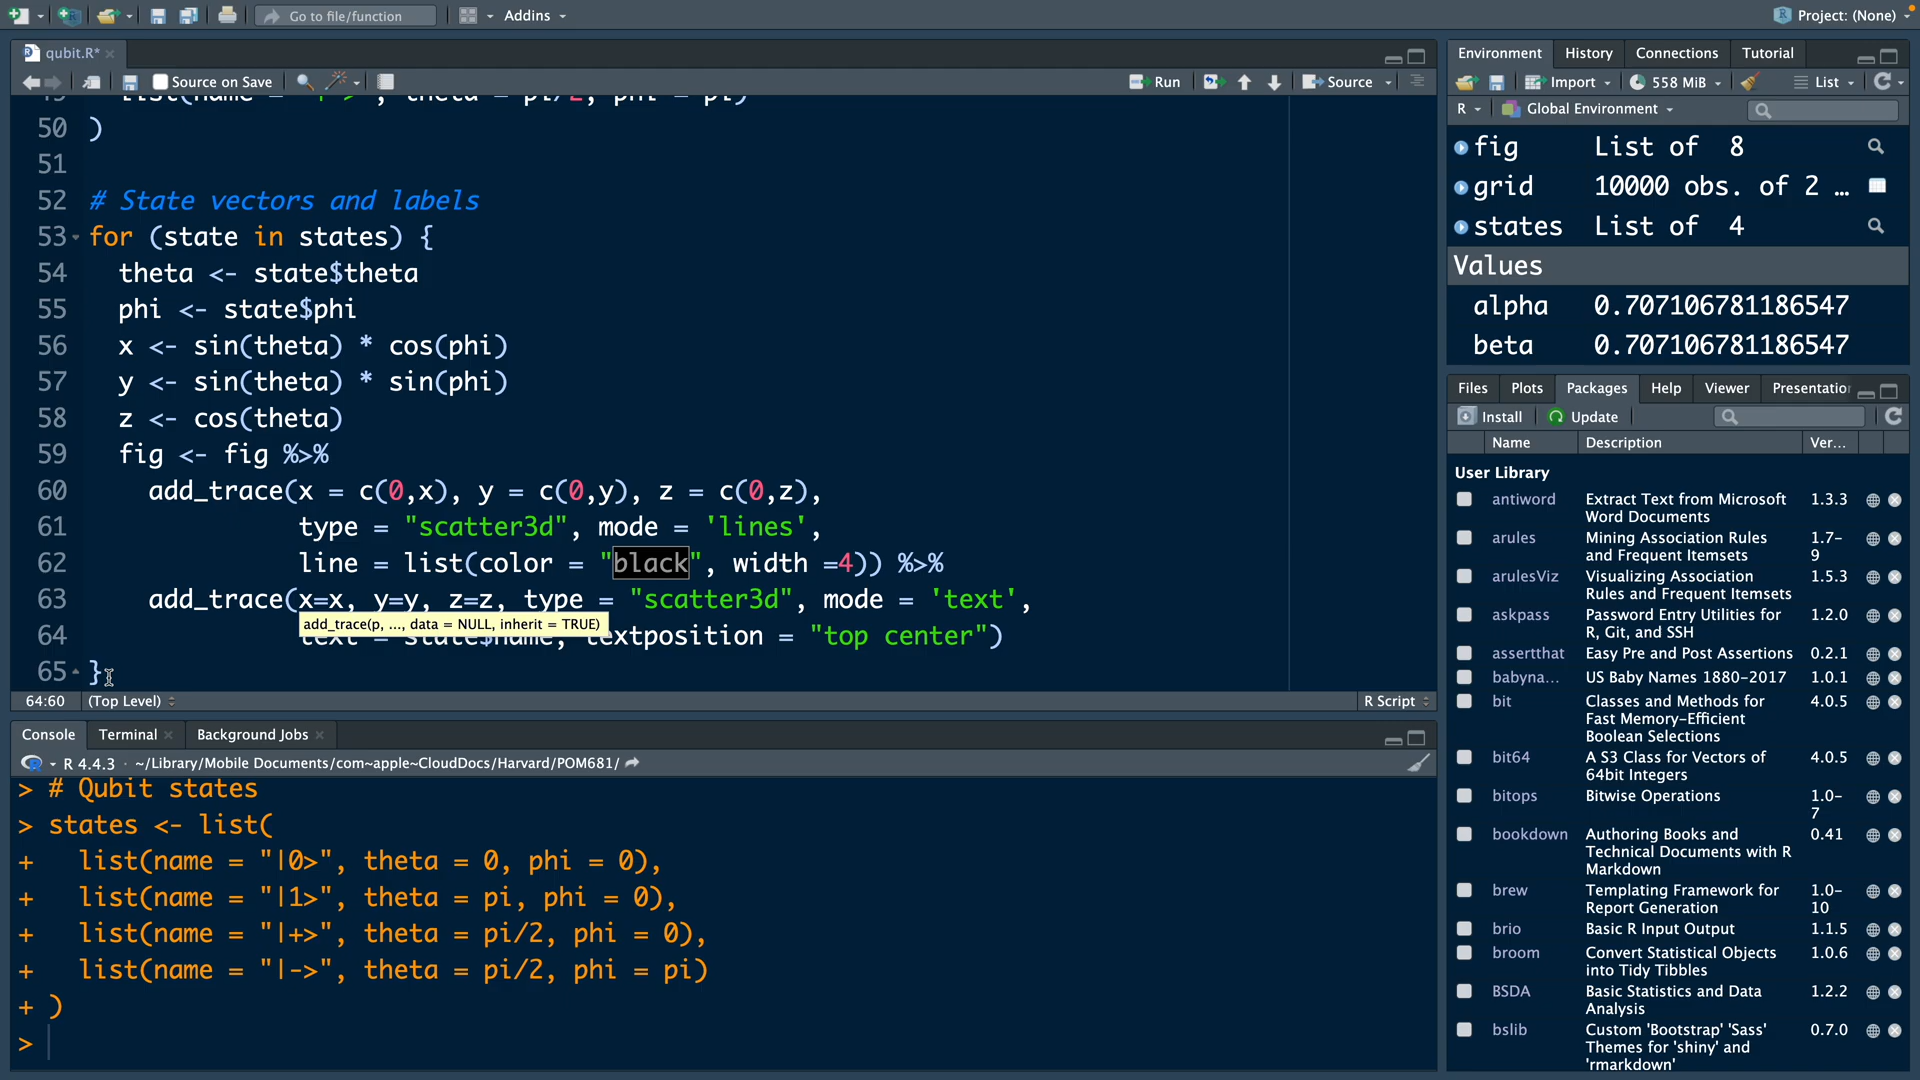 Go to file/function
Addins
Project: (None)
qubit.R*
Source on Save
Run
Source
50 )
51
52 # State vectors and labels
53 for (state in states) {
54 theta <- state$theta
55 phi <- state$phi
56 x <- sin(theta) * cos(phi)
57 y <- sin(theta) * sin(phi)
58 z <- cos(theta)
59 fig <- fig %>%
60 add_trace(x = c(0,x), y = c(0,y), z = c(0,z),
61 type = "scatter3d", mode = 'lines',
62 line = list(color = "black", width =4)) %>%
63 add_trace(x=x, y=y, z=z, type = "scatter3d", mode = 'text',
add_trace(p, ..., data = NULL, inherit = TRUE)
64 text = state$name, textposition = "top center")
65 }
64:60 (Top Level)
R Script
Console Terminal Background Jobs
R 4.4.3 · ~/Library/Mobile Documents/com~apple~CloudDocs/Harvard/POM681/
> # Qubit states
> states <- list(
+ list(name = "|0>", theta = 0, phi = 0),
+ list(name = "|1>", theta = pi, phi = 0),
+ list(name = "|+>", theta = pi/2, phi = 0),
+ list(name = "|->", theta = pi/2, phi = pi)
+ )
>
Environment History Connections Tutorial
Import 558 MiB List
R Global Environment
fig List of 8
grid 10000 obs. of 2 …
states List of 4
Values
alpha 0.707106781186547
beta 0.707106781186547
Files Plots Packages Help Viewer Presentatio
Install Update
Name Description Ver...
User Library
antiword Extract Text from Microsoft Word Documents 1.3.3
arules Mining Association Rules and Frequent Itemsets 1.7-9
arulesViz Visualizing Association Rules and Frequent Itemsets 1.5.3
askpass Password Entry Utilities for R, Git, and SSH 1.2.0
assertthat Easy Pre and Post Assertions 0.2.1
babyna... US Baby Names 1880-2017 1.0.1
bit Classes and Methods for Fast Memory-Efficient Boolean Selections 4.0.5
bit64 A S3 Class for Vectors of 64bit Integers 4.0.5
bitops Bitwise Operations 1.0-7
bookdown Authoring Books and Technical Documents with R Markdown 0.41
brew Templating Framework for Report Generation 1.0-10
brio Basic R Input Output 1.1.5
broom Convert Statistical Objects into Tidy Tibbles 1.0.6
BSDA Basic Statistics and Data Analysis 1.2.2
bslib Custom 'Bootstrap' 'Sass' Themes for 'shiny' and 'rmarkdown' 0.7.0